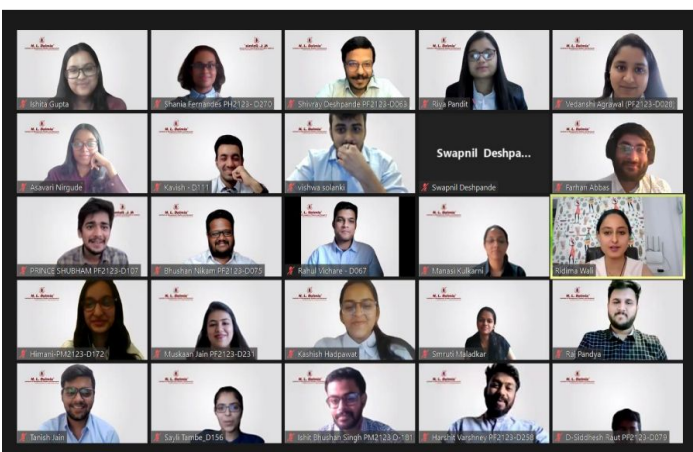 Ishita Gupta
Shania Fernandes PH2123-D270
Shivray Deshpande PF2123-D063
Riya Pandit
Vedanshi Agrawal (PF2123-D020)
Asavari Nirgude
Kavish - D111
vishwa solanki
Swapnil Deshpa...
Swapnil Deshpande
Farhan Abbas
PRINCE SHUBHAM PF2123-D107
Bhushan Nikam PF2123-D075
Rahul Vichare - D067
Manasi Kulkarni
Ridima Wali
Himani-PM2123-D172
Muskaan Jain PF2123-D231
Kashish Hadpawat
Smruti Maladkar
Raj Pandya
Tanish Jain
Sayli Tambe_D156
Ishit Bhushan Singh PM2123 D-181
Harshit Varshney PF2123-D258
D-Siddhesh Raut PF2123-D079